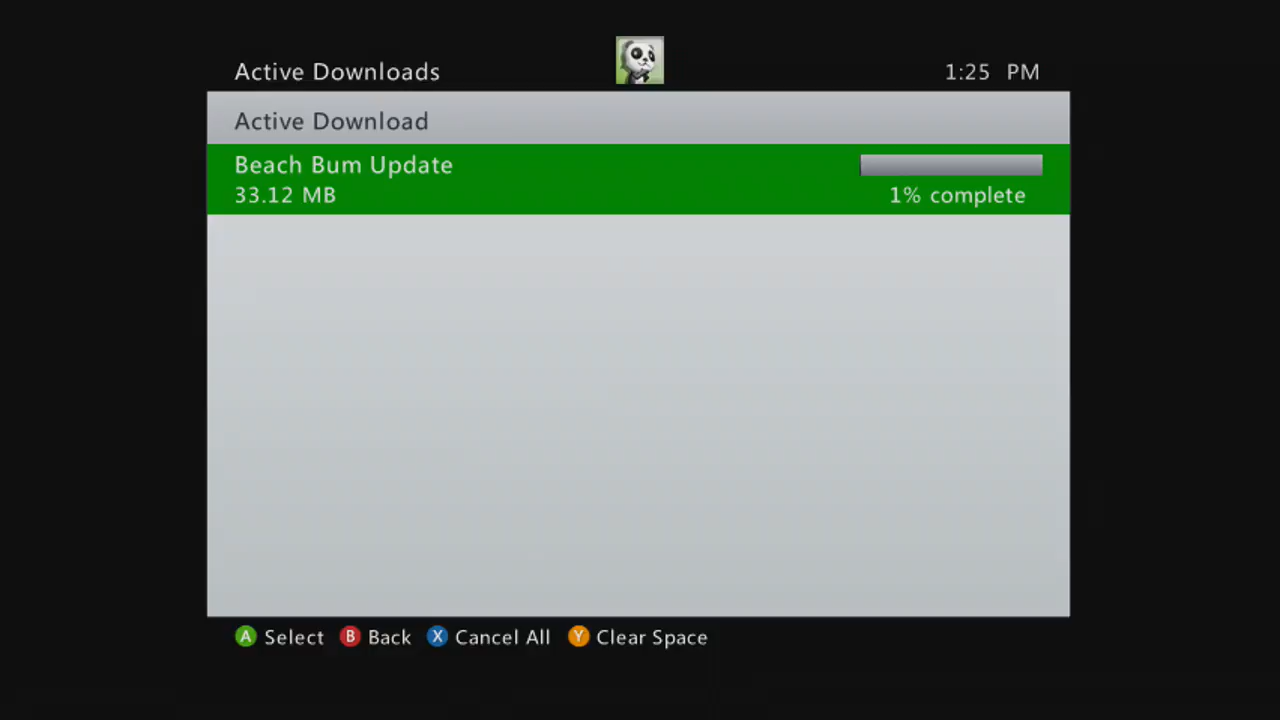 Active Downloads
1:25 PM
Active Download
Beach Bum Update
33.12 MB
1% complete
A Select B Back X Cancel All Y Clear Space